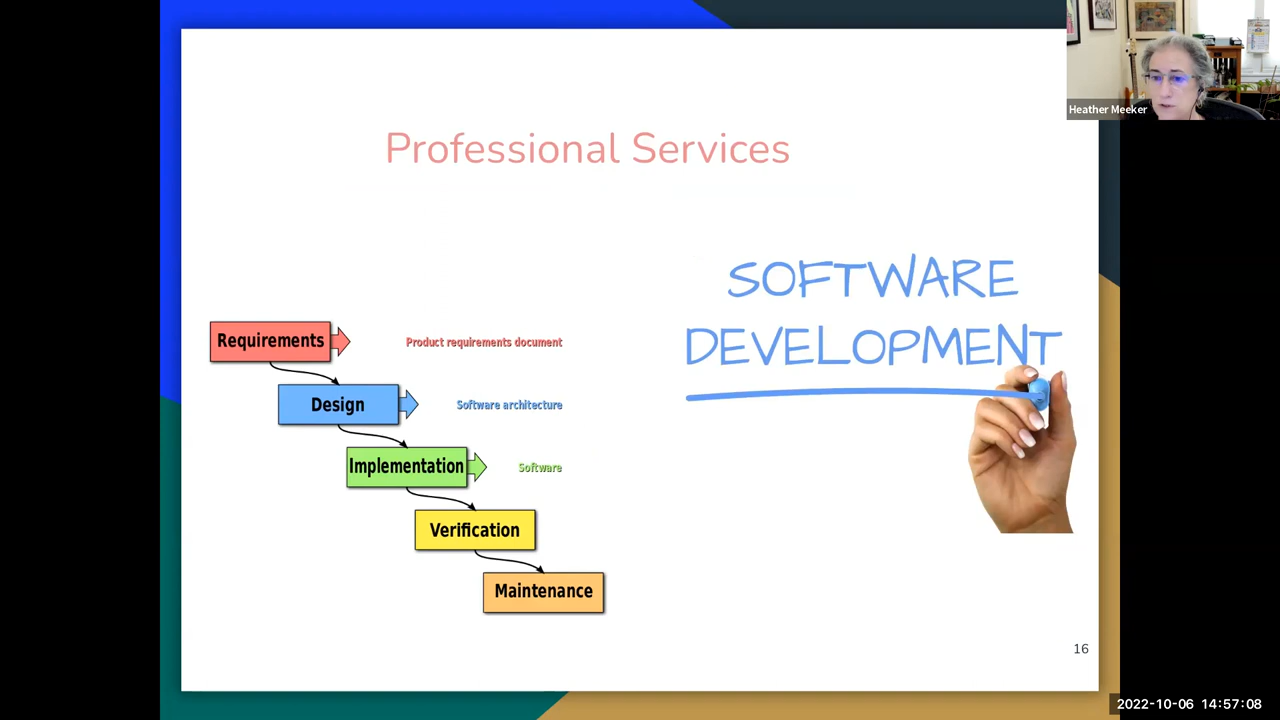 Heather Meeker
Professional Services
SOFTWARE
DEVELOPMENT
Requirements
Product requirements document
Design
Software architecture
Implementation
Software
Verification
Maintenance
16
2022-10-06 14:57:08